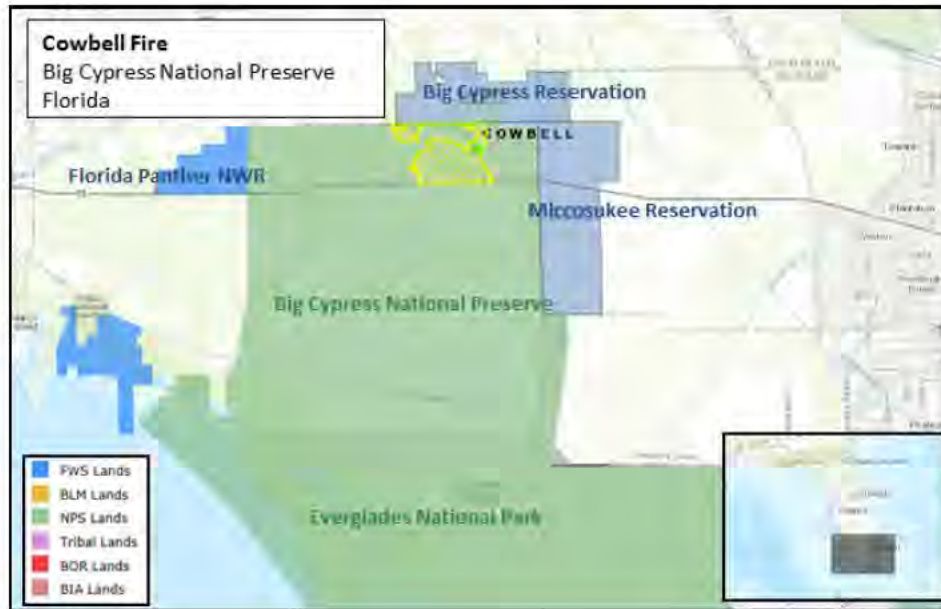 Cowbell Fire
Big Cypress National Preserve
Florida
Big Cypress Reservation
COWBELL
Florida Panther NWR
Miccosukee Reservation
Big Cypress National Preserve
Everglades National Park
FWS Lands
BLM Lands
NPS Lands
Tribal Lands
BOR Lands
BIA Lands